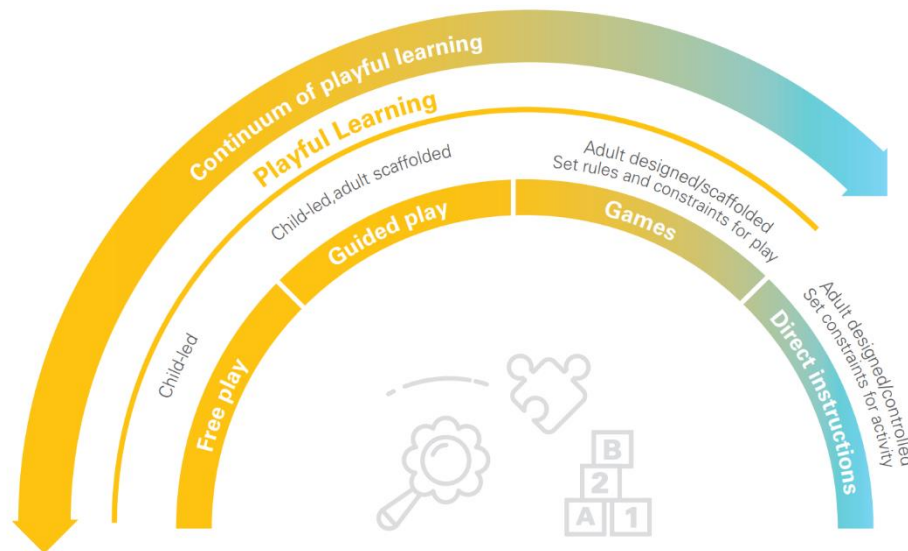 Continuum of playful learning
Playful Learning
Child-led
Free play
Child-led,adult scaffolded
Guided play
Adult designed/scaffolded
Set rules and constraints for play
Games
Adult designed/controlled
Set constraints for activity
Direct instructions
B
2
A 1